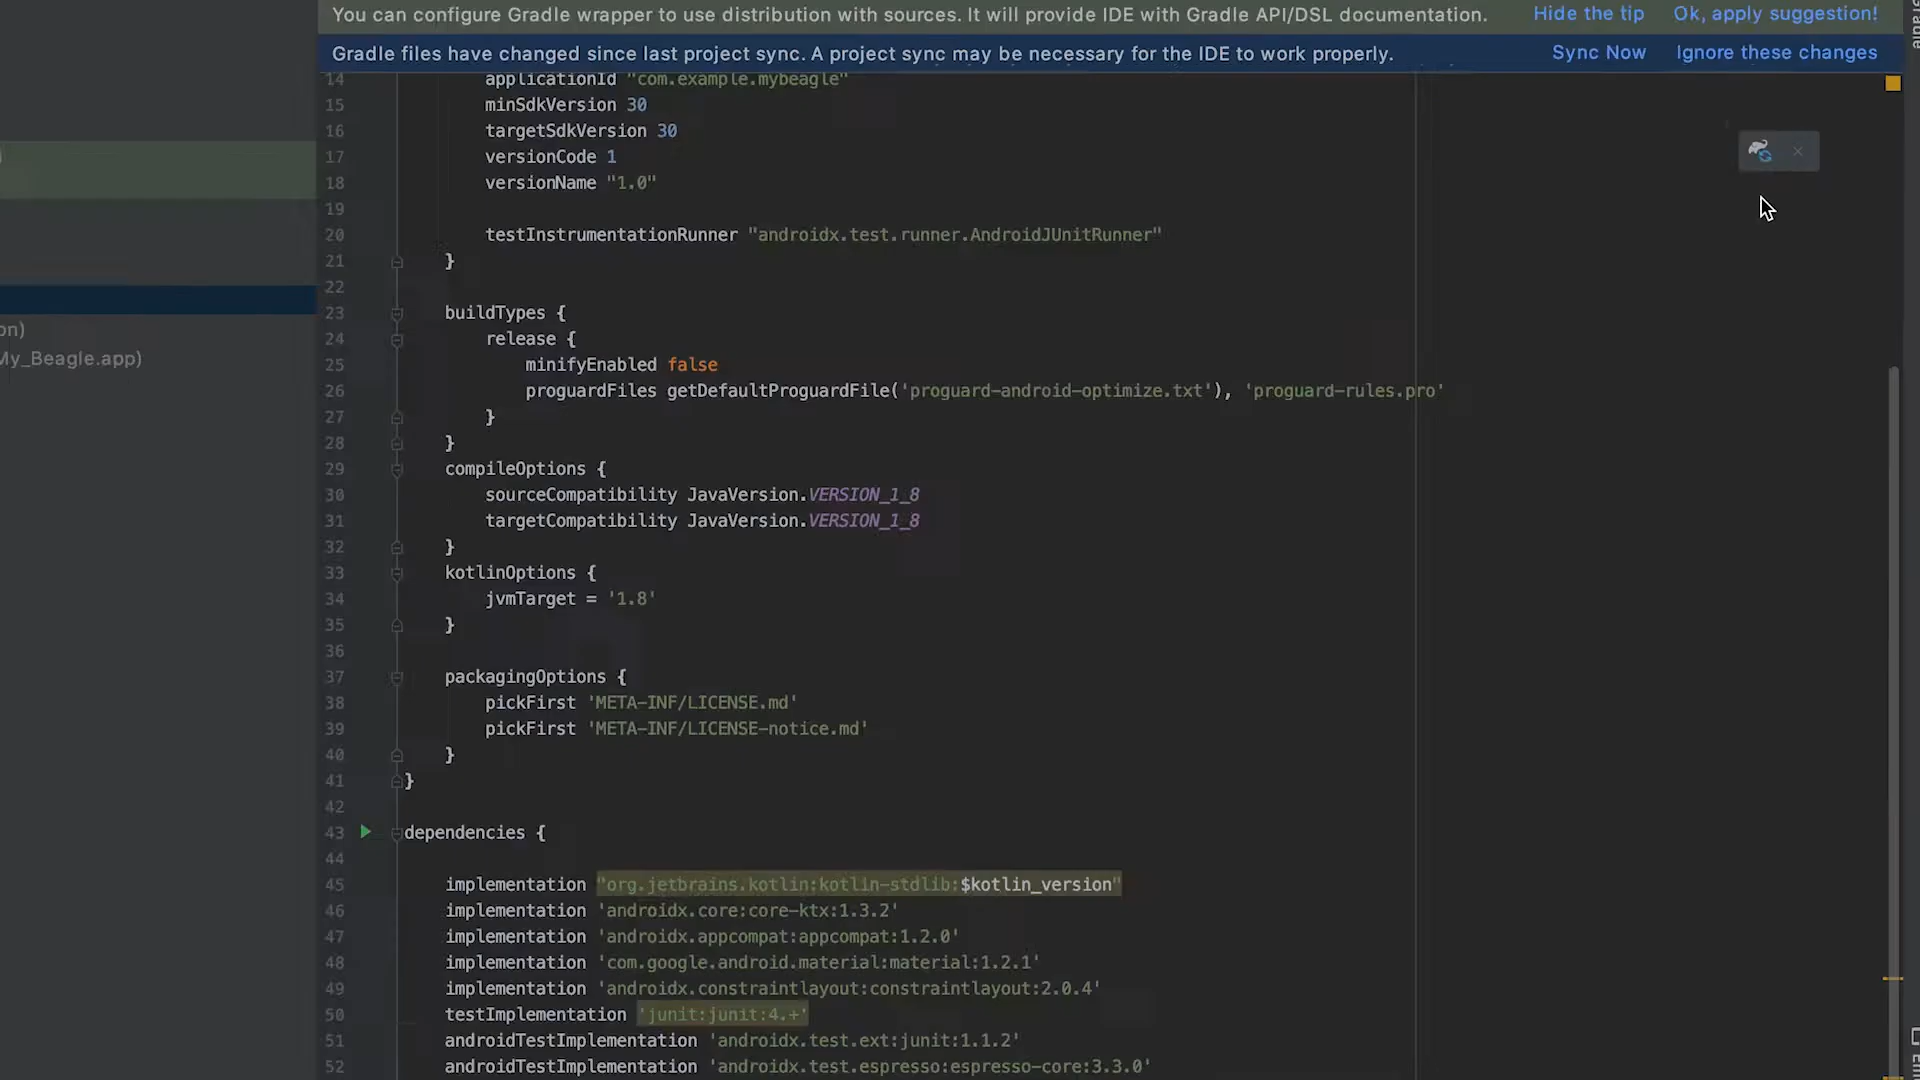 You can configure Gradle wrapper to use distribution with sources. It will provide IDE with Gradle API/DSL documentation. Hide the tip Ok, apply suggestion!
Gradle files have changed since last project sync. A project sync may be necessary for the IDE to work properly. Sync Now Ignore these changes
14 applicationId "com.example.mybeagle"
15 minSdkVersion 30
16 targetSdkVersion 30
17 versionCode 1
18 versionName "1.0"
19
20 testInstrumentationRunner "androidx.test.runner.AndroidJUnitRunner"
21 }
22
23 buildTypes {
24 release {
25 minifyEnabled false
26 proguardFiles getDefaultProguardFile('proguard-android-optimize.txt'), 'proguard-rules.pro'
27 }
28 }
29 compileOptions {
30 sourceCompatibility JavaVersion.VERSION_1_8
31 targetCompatibility JavaVersion.VERSION_1_8
32 }
33 kotlinOptions {
34 jvmTarget = '1.8'
35 }
36
37 packagingOptions {
38 pickFirst 'META-INF/LICENSE.md'
39 pickFirst 'META-INF/LICENSE-notice.md'
40 }
41 }
42
43 dependencies {
44
45 implementation "org.jetbrains.kotlin:kotlin-stdlib:$kotlin_version"
46 implementation 'androidx.core:core-ktx:1.3.2'
47 implementation 'androidx.appcompat:appcompat:1.2.0'
48 implementation 'com.google.android.material:material:1.2.1'
49 implementation 'androidx.constraintlayout:constraintlayout:2.0.4'
50 testImplementation 'junit:junit:4.+'
51 androidTestImplementation 'androidx.test.ext:junit:1.1.2'
52 androidTestImplementation 'androidx.test.espresso:espresso-core:3.3.0'
on)
My_Beagle.app)